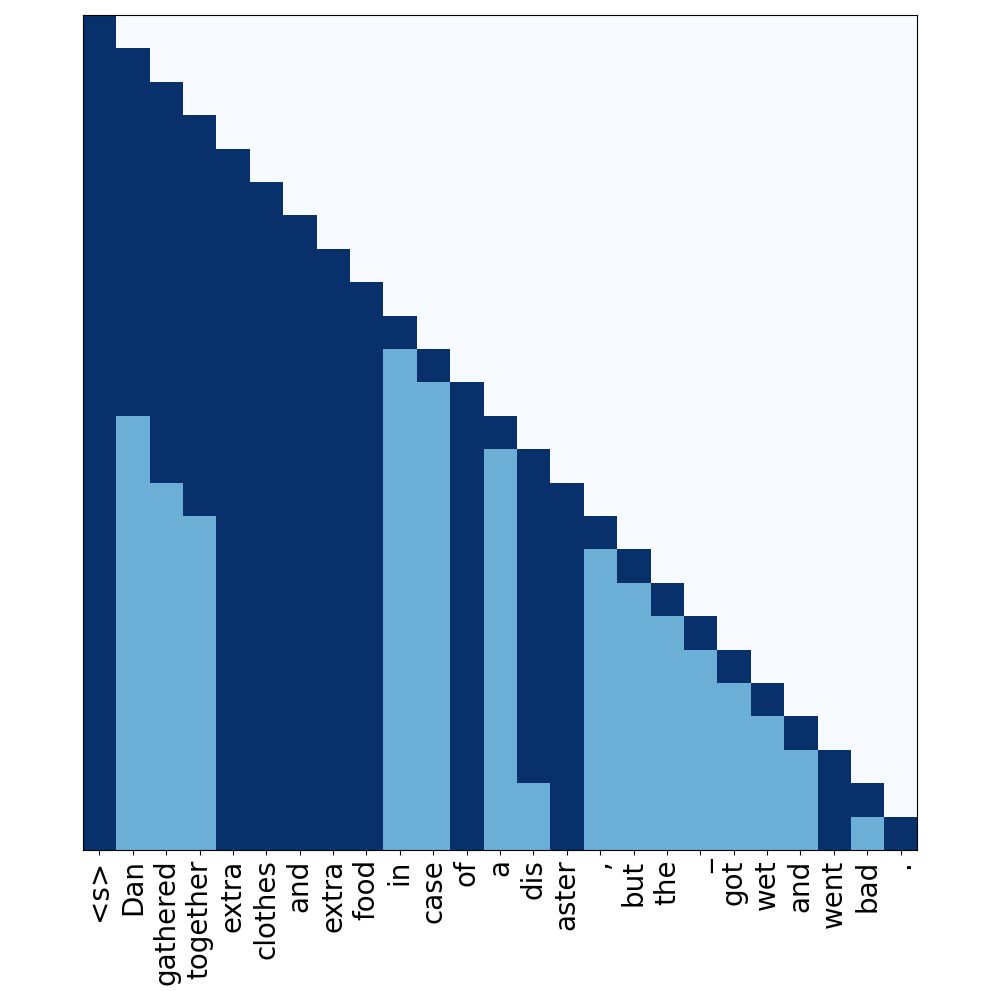 <s>
Dan
gathered
together
extra
clothes
and
extra
food
in
case
of
a
dis
aster
,
but
the
_
got
wet
and
went
bad
.